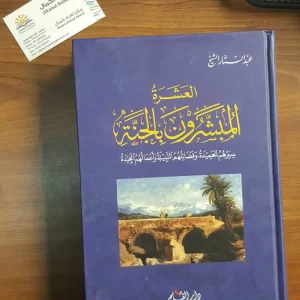 عبد الستار الشيخ
العشرة
المبشرون بالجنة
سيرهم الحميدة، وفضائلهم النبيلة وأعمالهم المجيدة
دار القلم